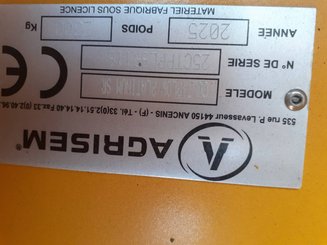 AGRISEM
535 rue P. Levasseur 44150 ANCENIS - (F) - Tél. 33(0)2.51.14.14.40 Fax.33 (0)2.40.96
MODELE
N° DE SERIE
CE
ANNEE 2025 POIDS Kg
MATERIEL FABRIQUE SOUS LICENCE